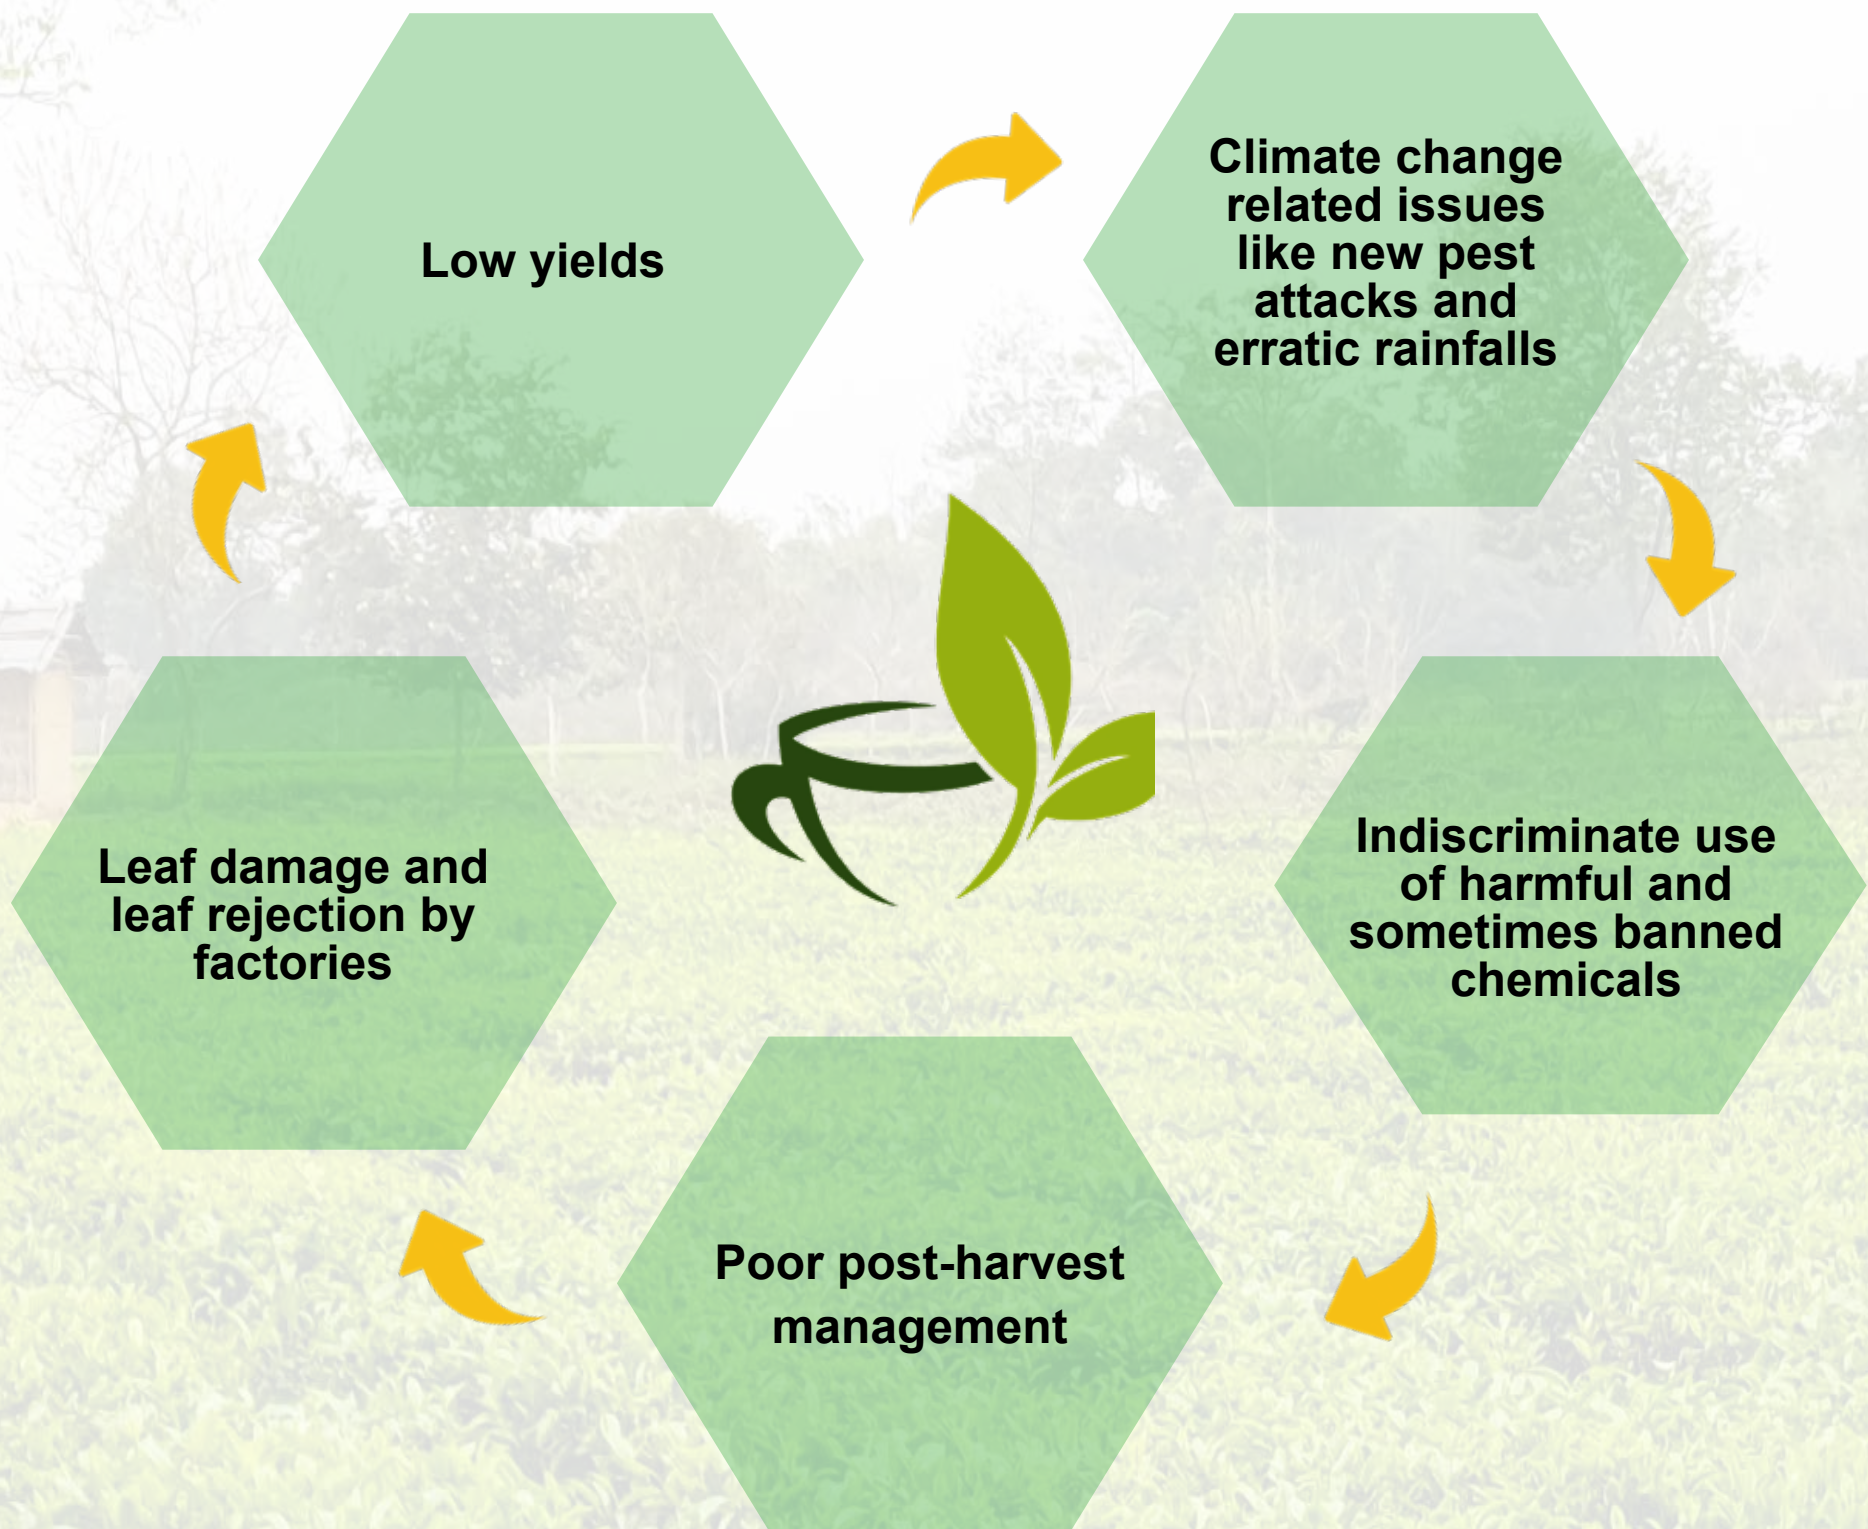 Low yields
Climate change
related issues
like new pest
attacks and
erratic rainfalls
Indiscriminate use
of harmful and
sometimes banned
chemicals
Poor post-harvest
management
Leaf damage and
leaf rejection by
factories